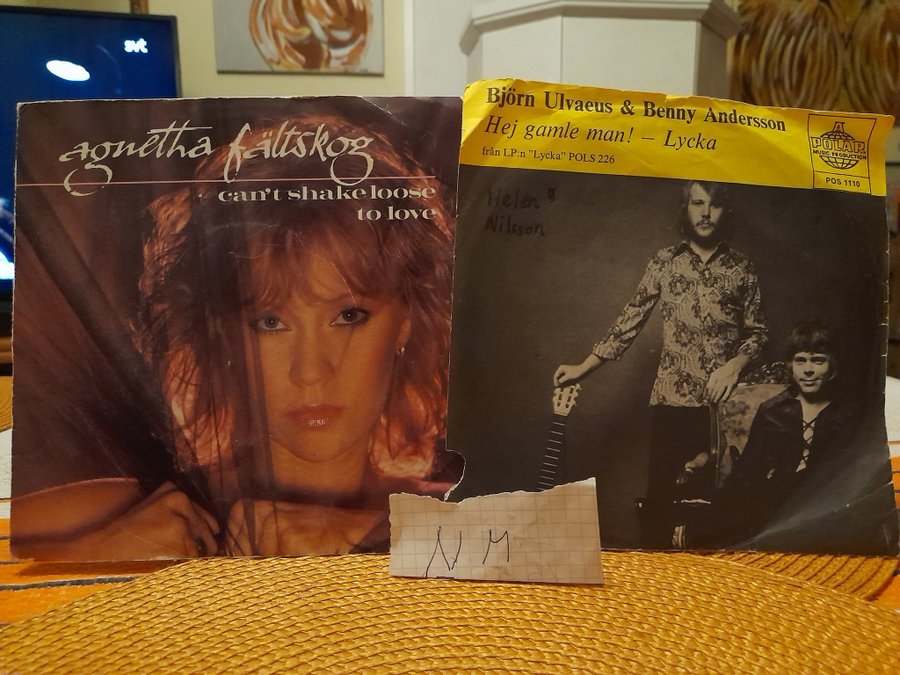 svt
agnetha fältskog
can't shake loose
to love
Björn Ulvaeus & Benny Andersson
Hej gamle man! – Lycka
från LP:n "Lycka" POLS 226
A
POLAR
MUSIC PRODUCTION
POS 1110
Helen
Nilsson
N M.